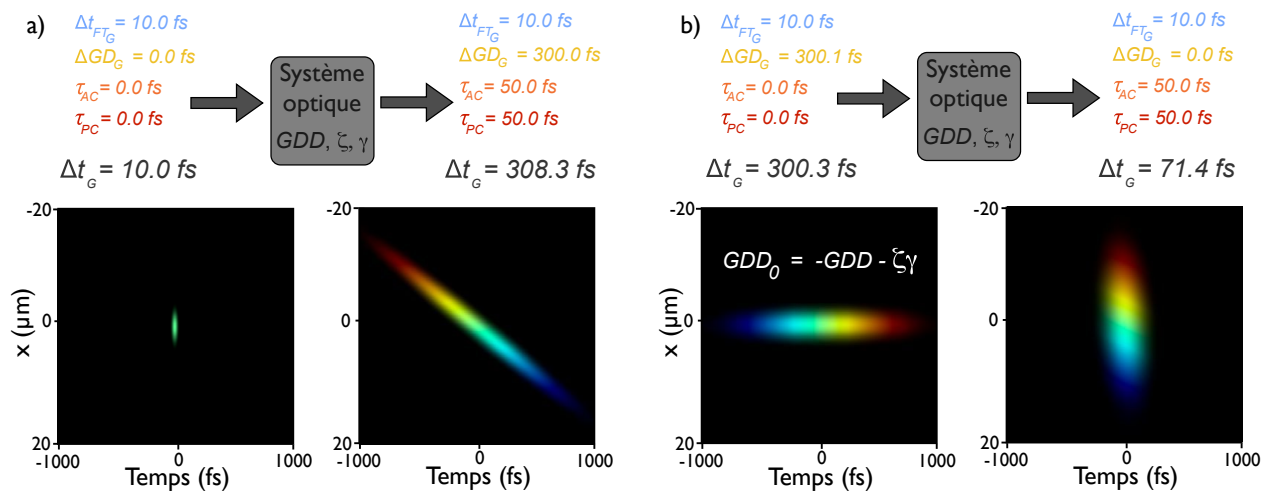 a)
Δt_FT_G = 10.0 fs
ΔGD_G = 0.0 fs
τ_AC = 0.0 fs
τ_PC = 0.0 fs
Δt_G = 10.0 fs
Système
optique
GDD, ζ, γ
Δt_FT_G = 10.0 fs
ΔGD_G = 300.0 fs
τ_AC = 50.0 fs
τ_PC = 50.0 fs
Δt_G = 308.3 fs
x (µm)
-20
0
20
-1000
0
1000
Temps (fs)
-20
0
20
-1000
0
1000
Temps (fs)
b)
Δt_FT_G = 10.0 fs
ΔGD_G = 300.1 fs
τ_AC = 0.0 fs
τ_PC = 0.0 fs
Δt_G = 300.3 fs
Système
optique
GDD, ζ, γ
Δt_FT_G = 10.0 fs
ΔGD_G = 0.0 fs
τ_AC = 50.0 fs
τ_PC = 50.0 fs
Δt_G = 71.4 fs
GDD_0 = -GDD - ζγ
x (µm)
-20
0
20
-1000
0
1000
Temps (fs)
-20
0
20
-1000
0
1000
Temps (fs)